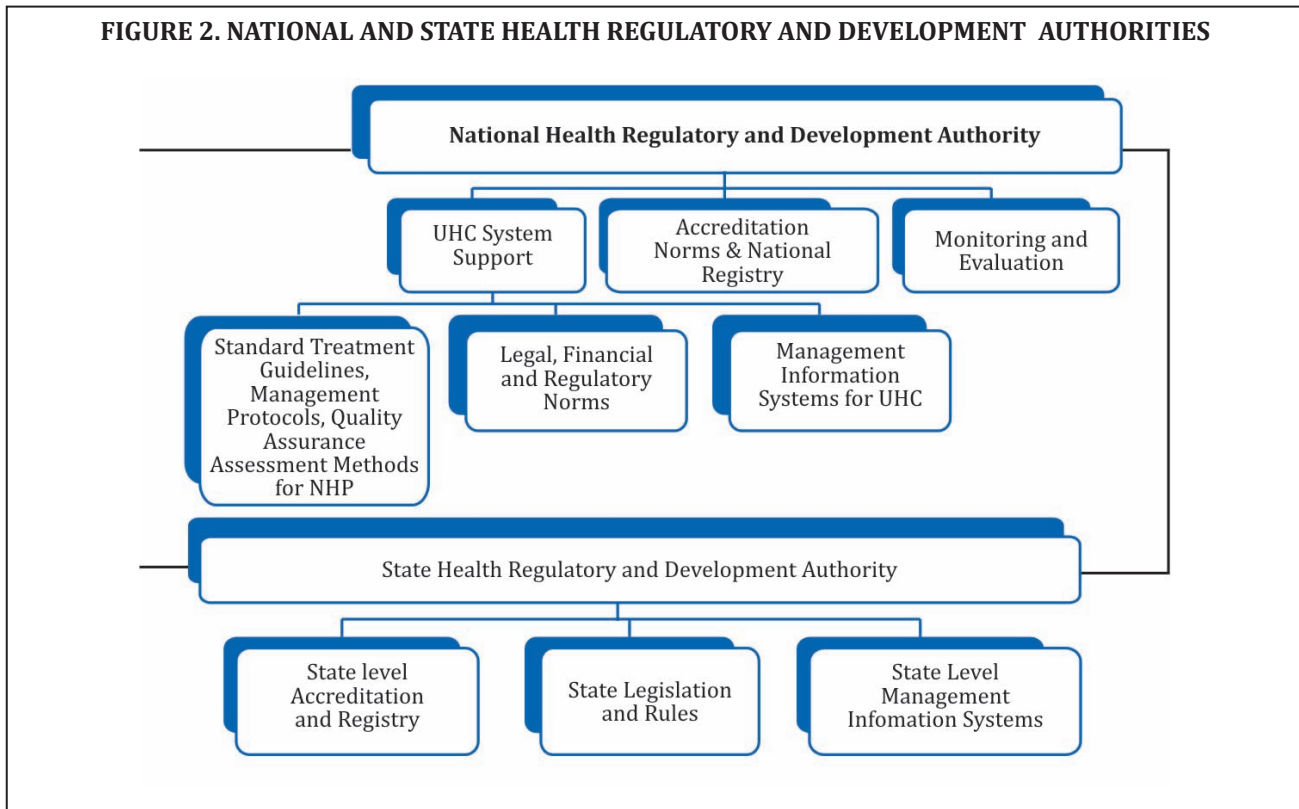 FIGURE 2. NATIONAL AND STATE HEALTH REGULATORY AND DEVELOPMENT AUTHORITIES
National Health Regulatory and Development Authority
UHC System
Support
Accreditation
Norms & National
Registry
Monitoring and
Evaluation
Standard Treatment
Guidelines,
Management
Protocols, Quality
Assurance
Assessment Methods
for NHP
Legal, Financial
and Regulatory
Norms
Management
Information
Systems for UHC
State Health Regulatory and Development Authority
State level
Accreditation
and Registry
State Legislation
and Rules
State Level
Management
Infomation Systems